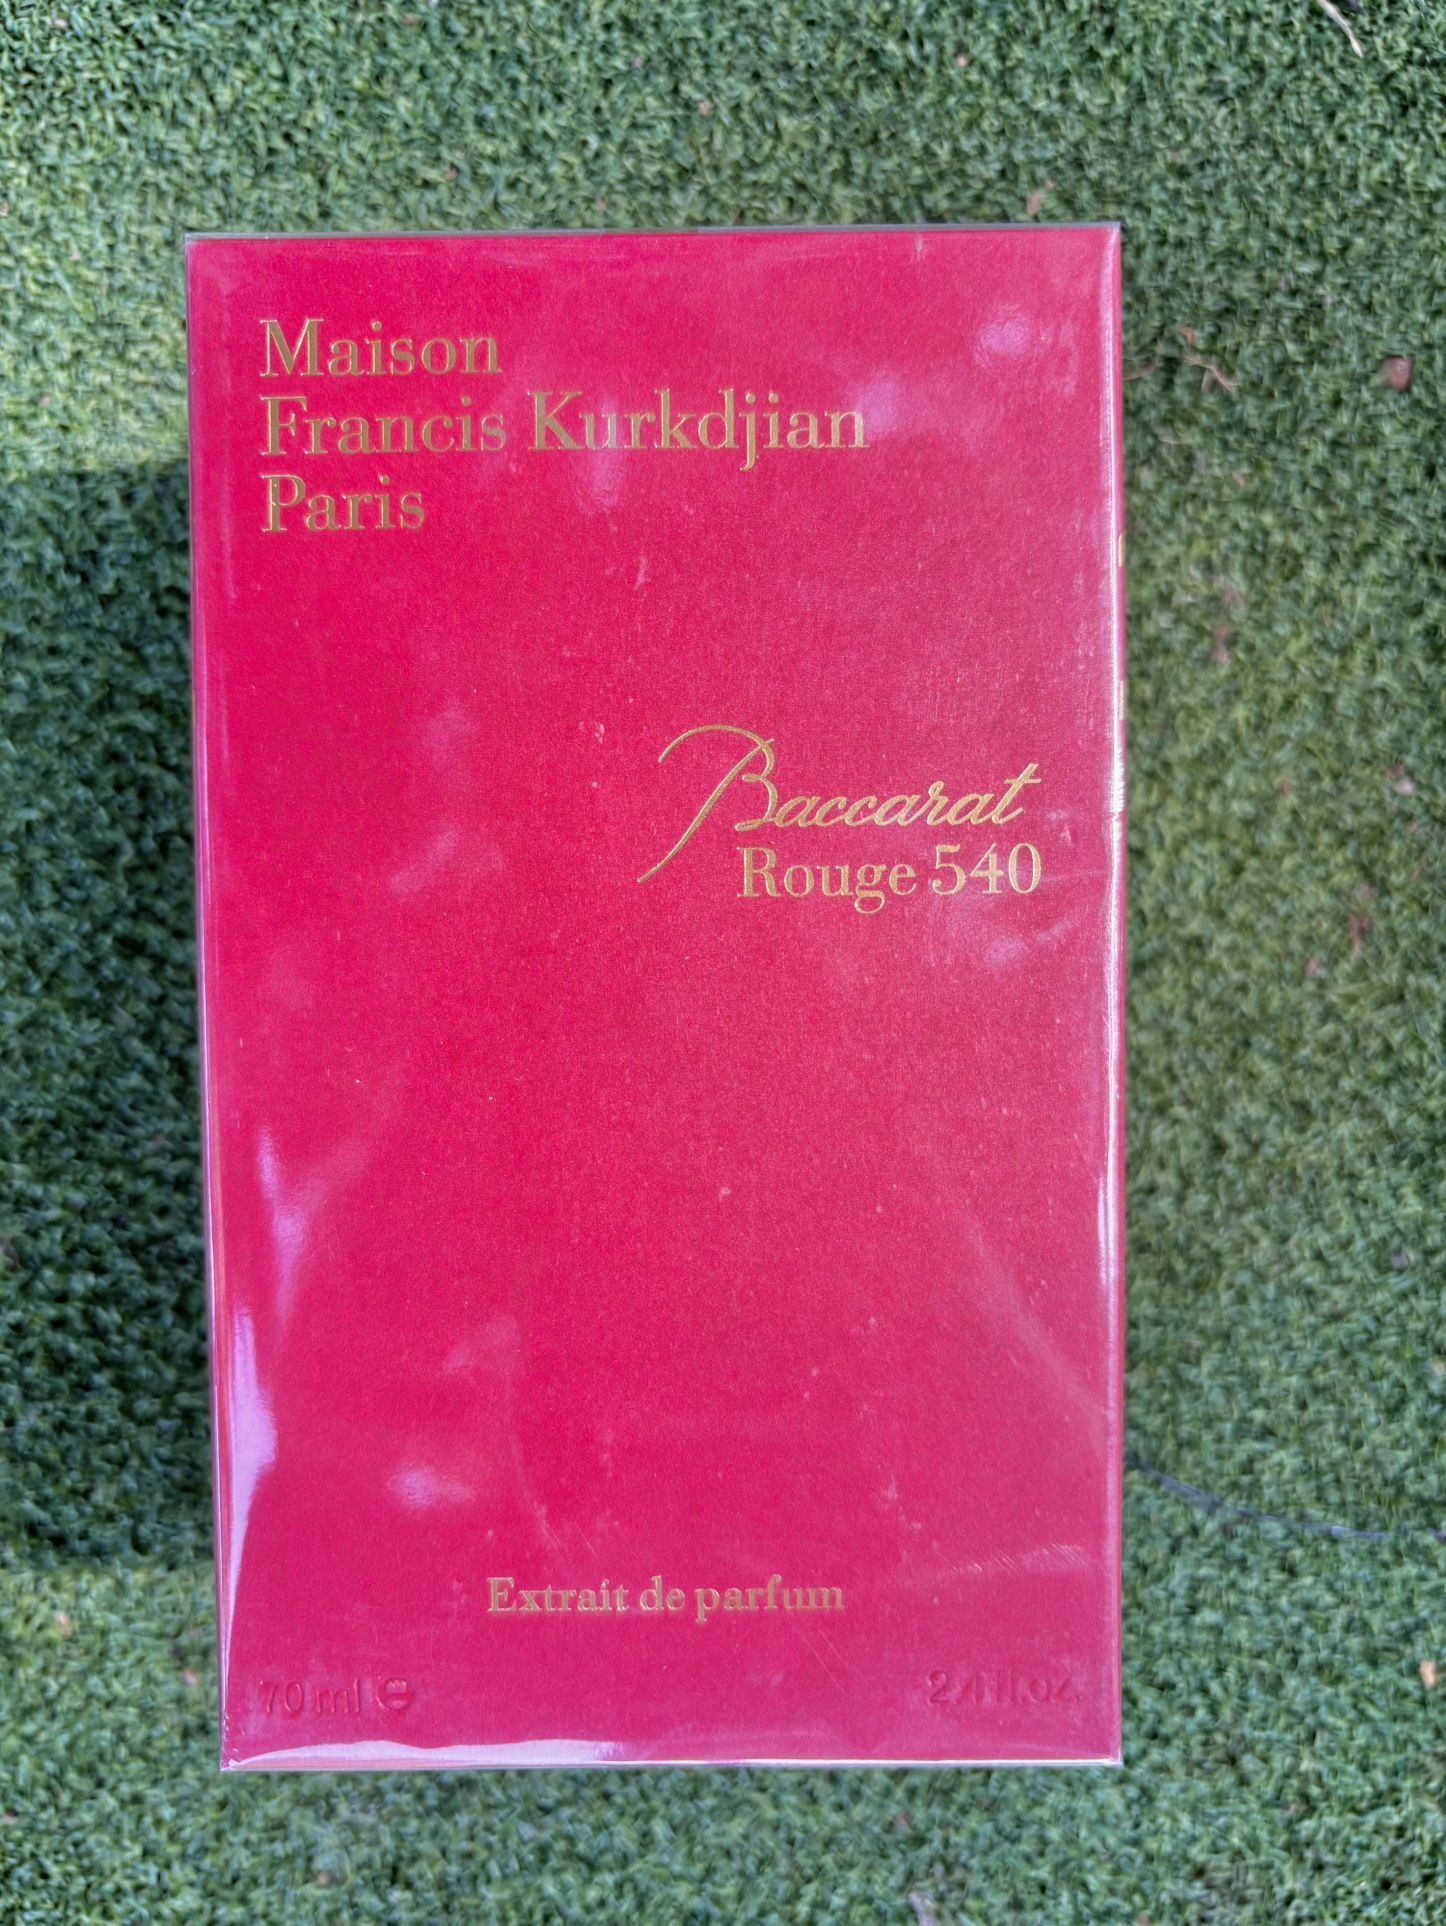 Maison
Francis Kurkdjian
Paris
Baccarat
Rouge 540
Extrait de parfum
70 ml ℮
2.4 fl.oz.